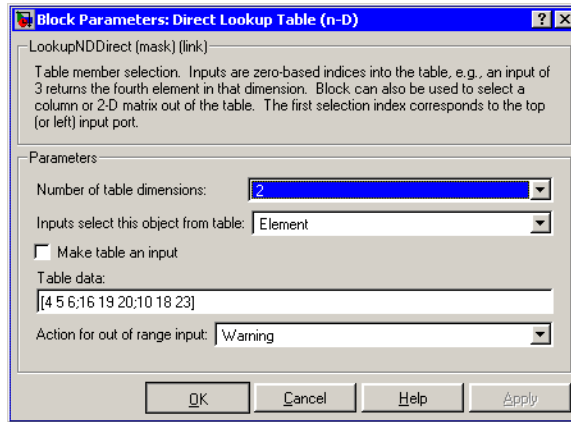 Block Parameters: Direct Lookup Table (n-D)
LookupNDDirect (mask) (link)
Table member selection. Inputs are zero-based indices into the table, e.g., an input of
3 returns the fourth element in that dimension. Block can also be used to select a
column or 2-D matrix out of the table. The first selection index corresponds to the top
(or left) input port.
Parameters
Number of table dimensions: 2
Inputs select this object from table: Element
Make table an input
Table data:
[4 5 6;16 19 20;10 18 23]
Action for out of range input: Warning
OK Cancel Help Apply